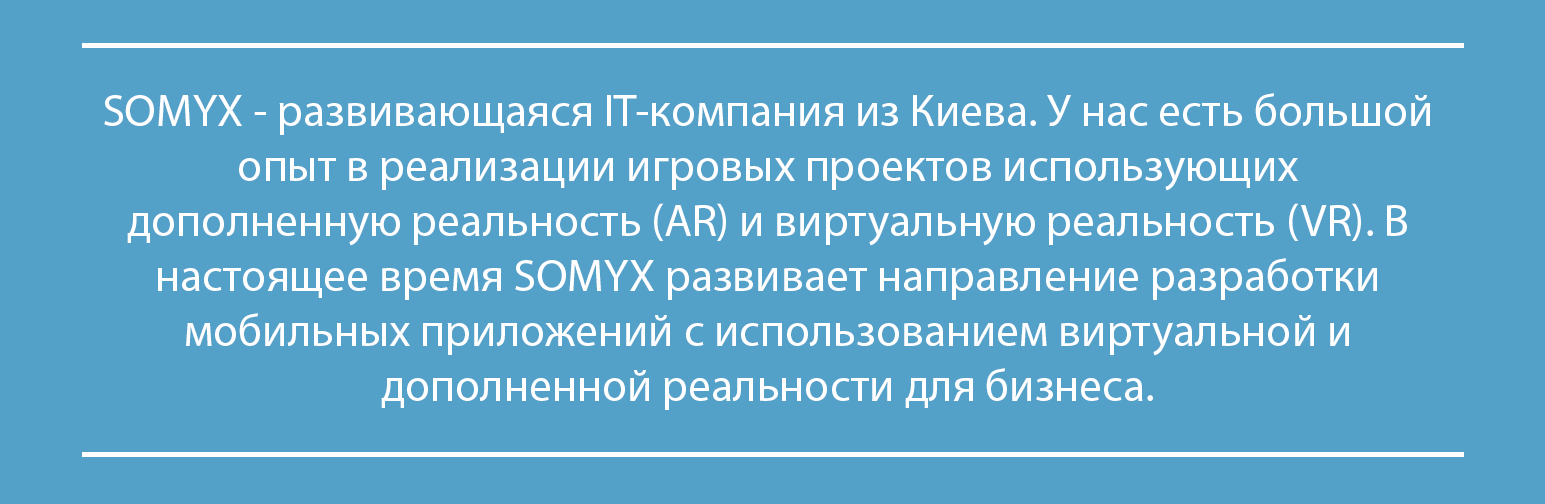 SOMYX - развивающаяся IT-компания из Киева. У нас есть большой
опыт в реализации игровых проектов использующих
дополненную реальность (AR) и виртуальную реальность (VR). В
настоящее время SOMYX развивает направление разработки
мобильных приложений с использованием виртуальной и
дополненной реальности для бизнеса.